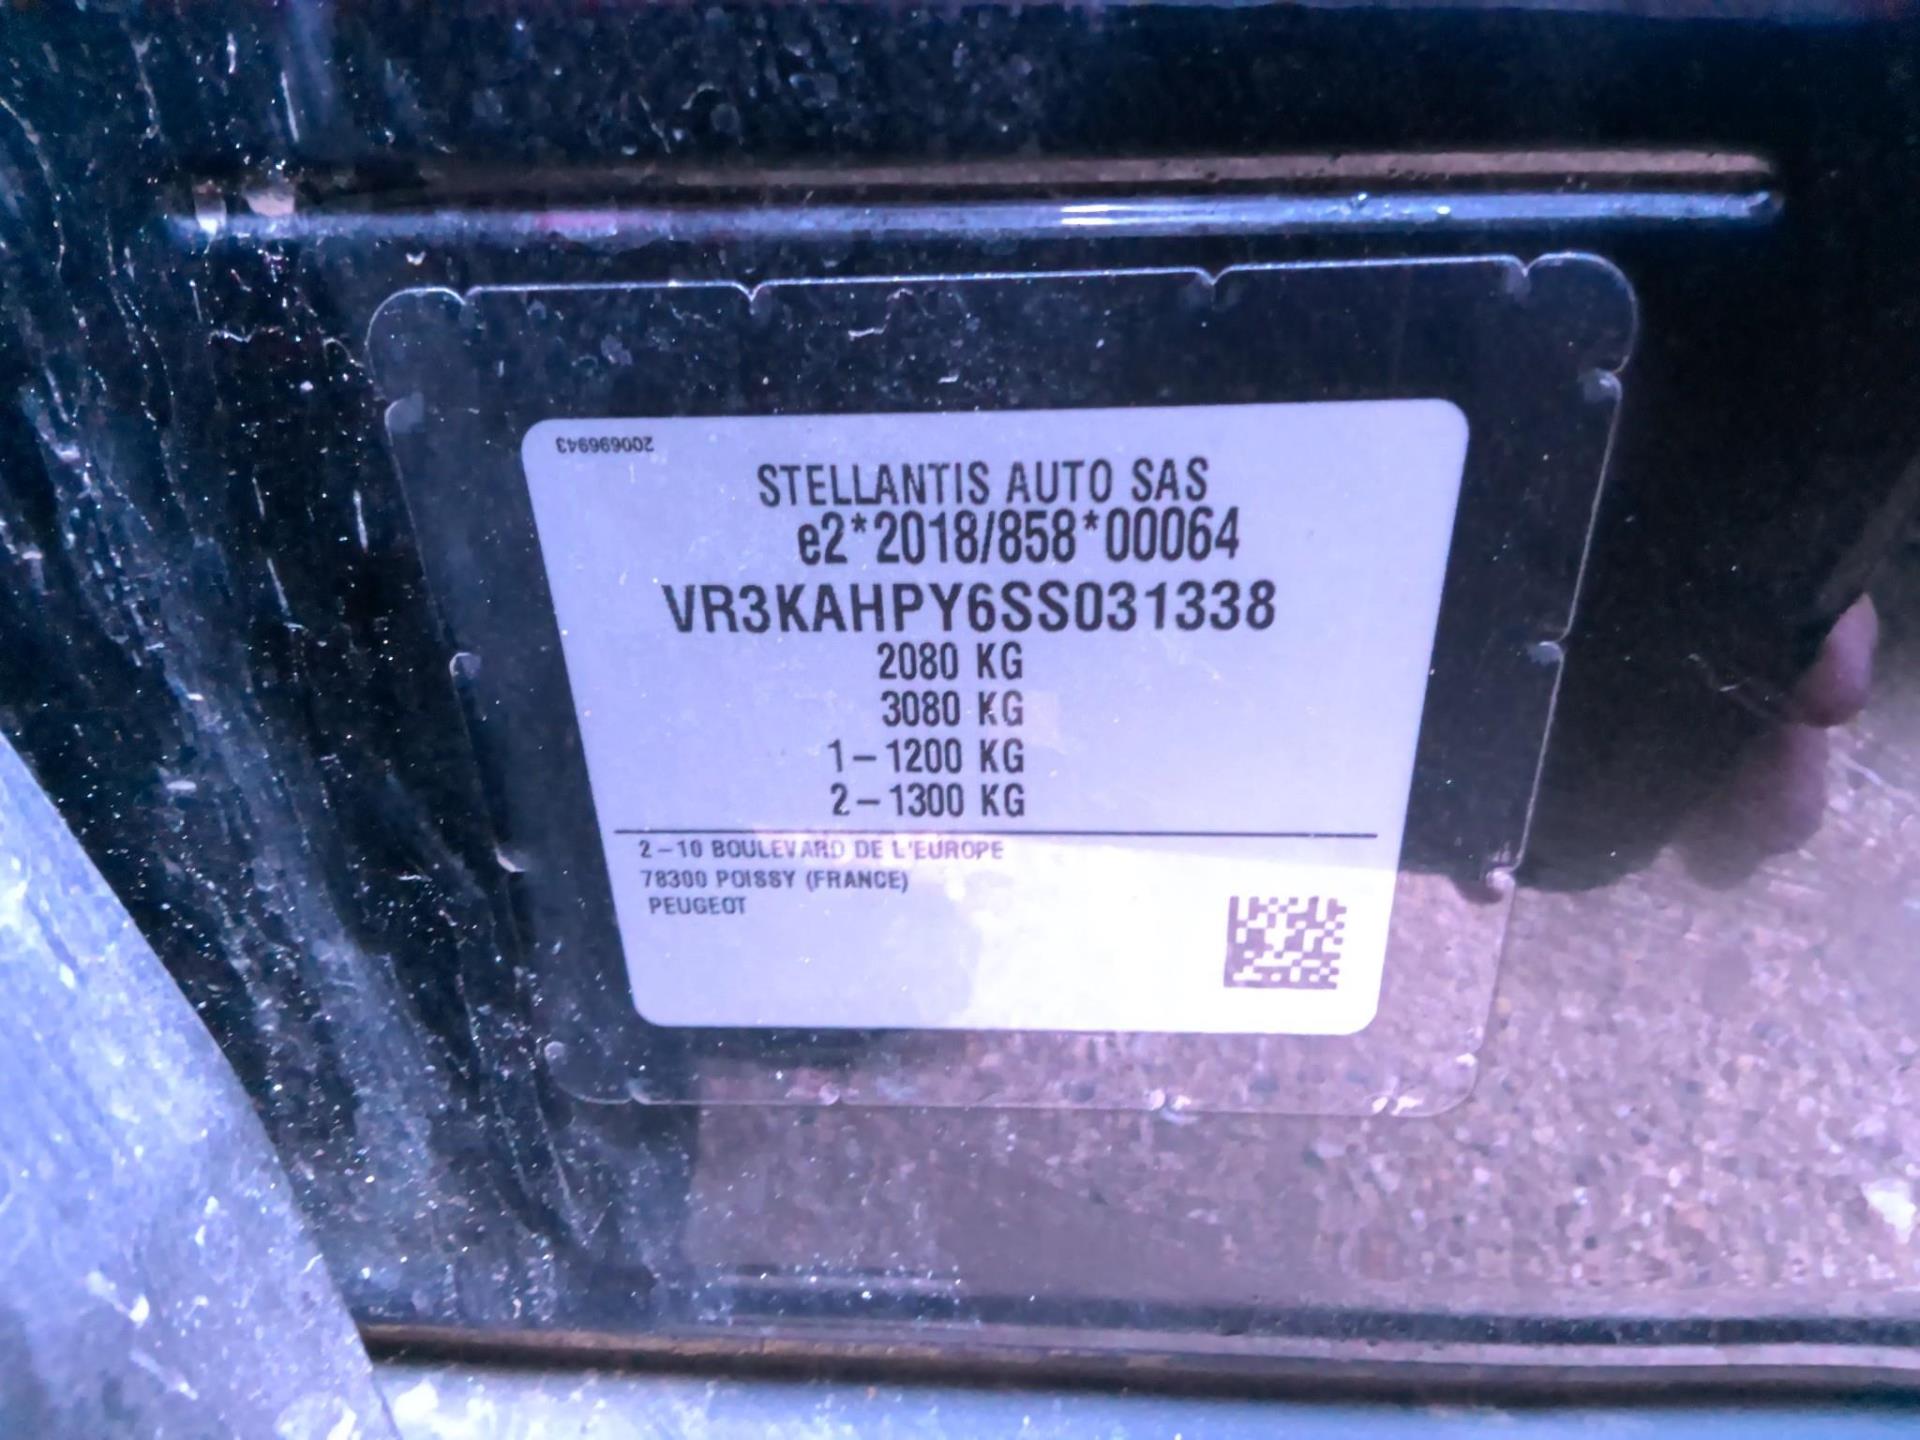 200696943
STELLANTIS AUTO SAS
e2*2018/858*00064
VR3KAHPY6SS031338
2080 KG
3080 KG
1-1200 KG
2-1300 KG
2-10 BOULEVARD DE L'EUROPE
78300 POISSY (FRANCE)
PEUGEOT